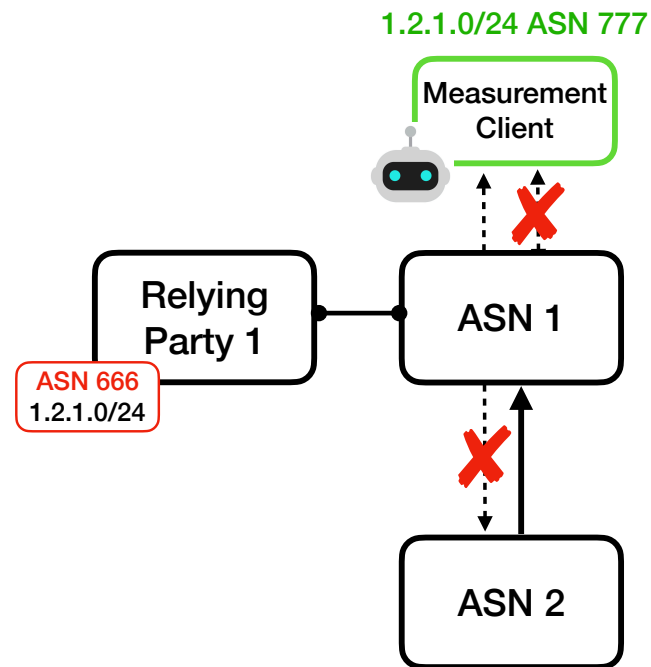 1.2.1.0/24 ASN 777
Measurement
Client
Relying
Party 1
ASN 1
ASN 666
1.2.1.0/24
ASN 2